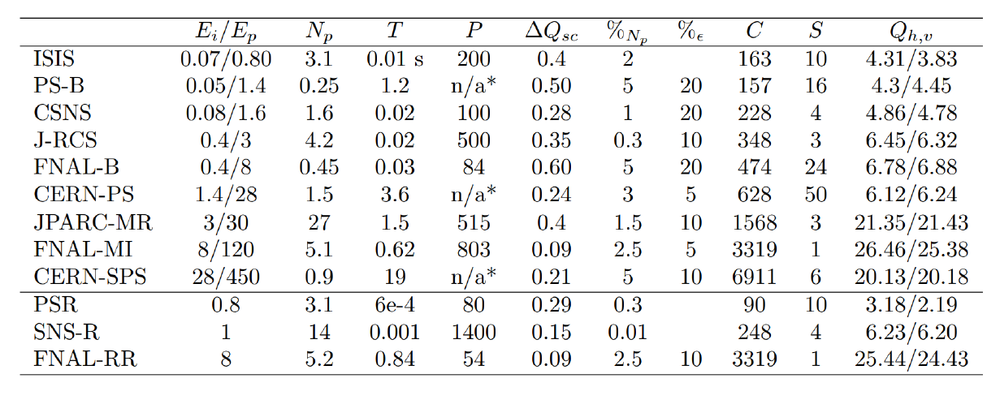 E_i/E_p N_p T P ΔQ_sc %_{N_p} %_ϵ C S Q_{h,v}
ISIS 0.07/0.80 3.1 0.01 s 200 0.4 2 163 10 4.31/3.83
PS-B 0.05/1.4 0.25 1.2 n/a* 0.50 5 20 157 16 4.3/4.45
CSNS 0.08/1.6 1.6 0.02 100 0.28 1 20 228 4 4.86/4.78
J-RCS 0.4/3 4.2 0.02 500 0.35 0.3 10 348 3 6.45/6.32
FNAL-B 0.4/8 0.45 0.03 84 0.60 5 20 474 24 6.78/6.88
CERN-PS 1.4/28 1.5 3.6 n/a* 0.24 3 5 628 50 6.12/6.24
JPARC-MR 3/30 27 1.5 515 0.4 1.5 10 1568 3 21.35/21.43
FNAL-MI 8/120 5.1 0.62 803 0.09 2.5 5 3319 1 26.46/25.38
CERN-SPS 28/450 0.9 19 n/a* 0.21 5 10 6911 6 20.13/20.18
PSR 0.8 3.1 6e-4 80 0.29 0.3 90 10 3.18/2.19
SNS-R 1 14 0.001 1400 0.15 0.01 248 4 6.23/6.20
FNAL-RR 8 5.2 0.84 54 0.09 2.5 10 3319 1 25.44/24.43